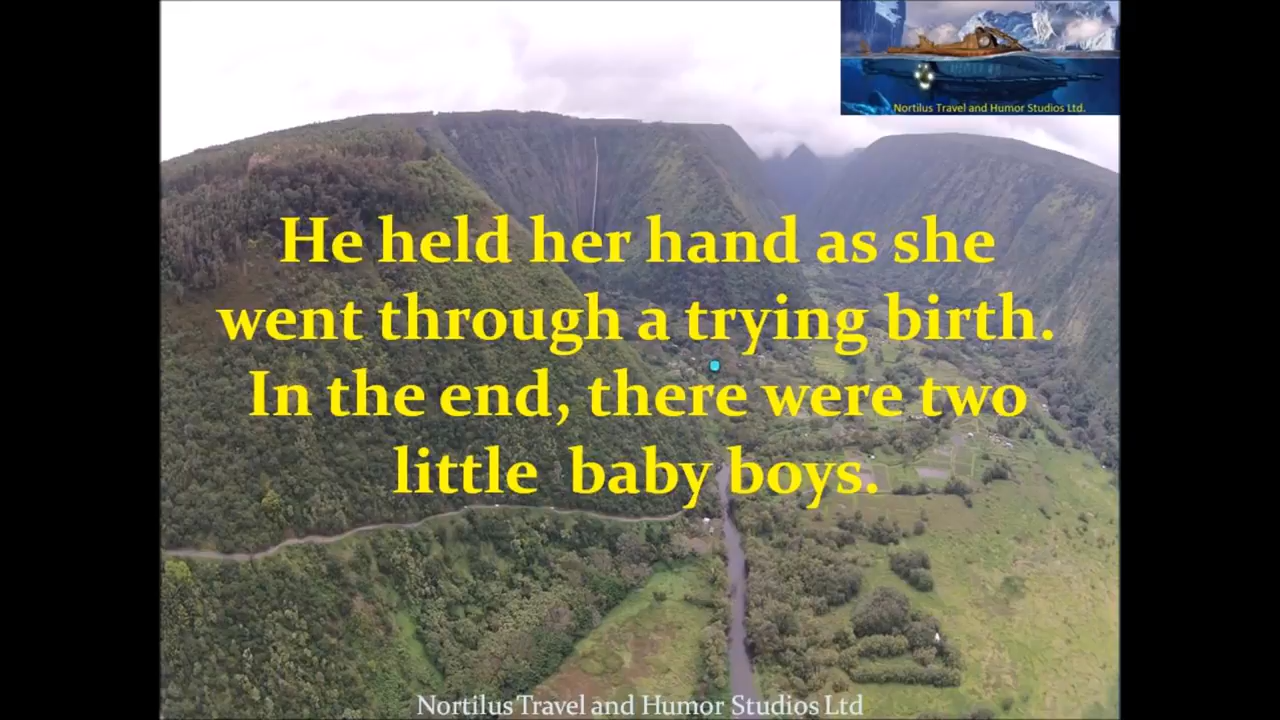 Nortilus Travel and Humor Studios Ltd.
He held her hand as she
went through a trying birth.
In the end, there were two
little baby boys.
Nortilus Travel and Humor Studios Ltd